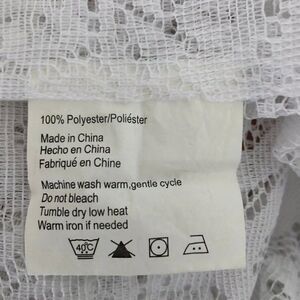 100% Polyester/Poliéster
Made in China
Hecho en China
Fabriqué en Chine
Machine wash warm,gentle cycle
Do not bleach
Tumble dry low heat
Warm iron if needed
40℃